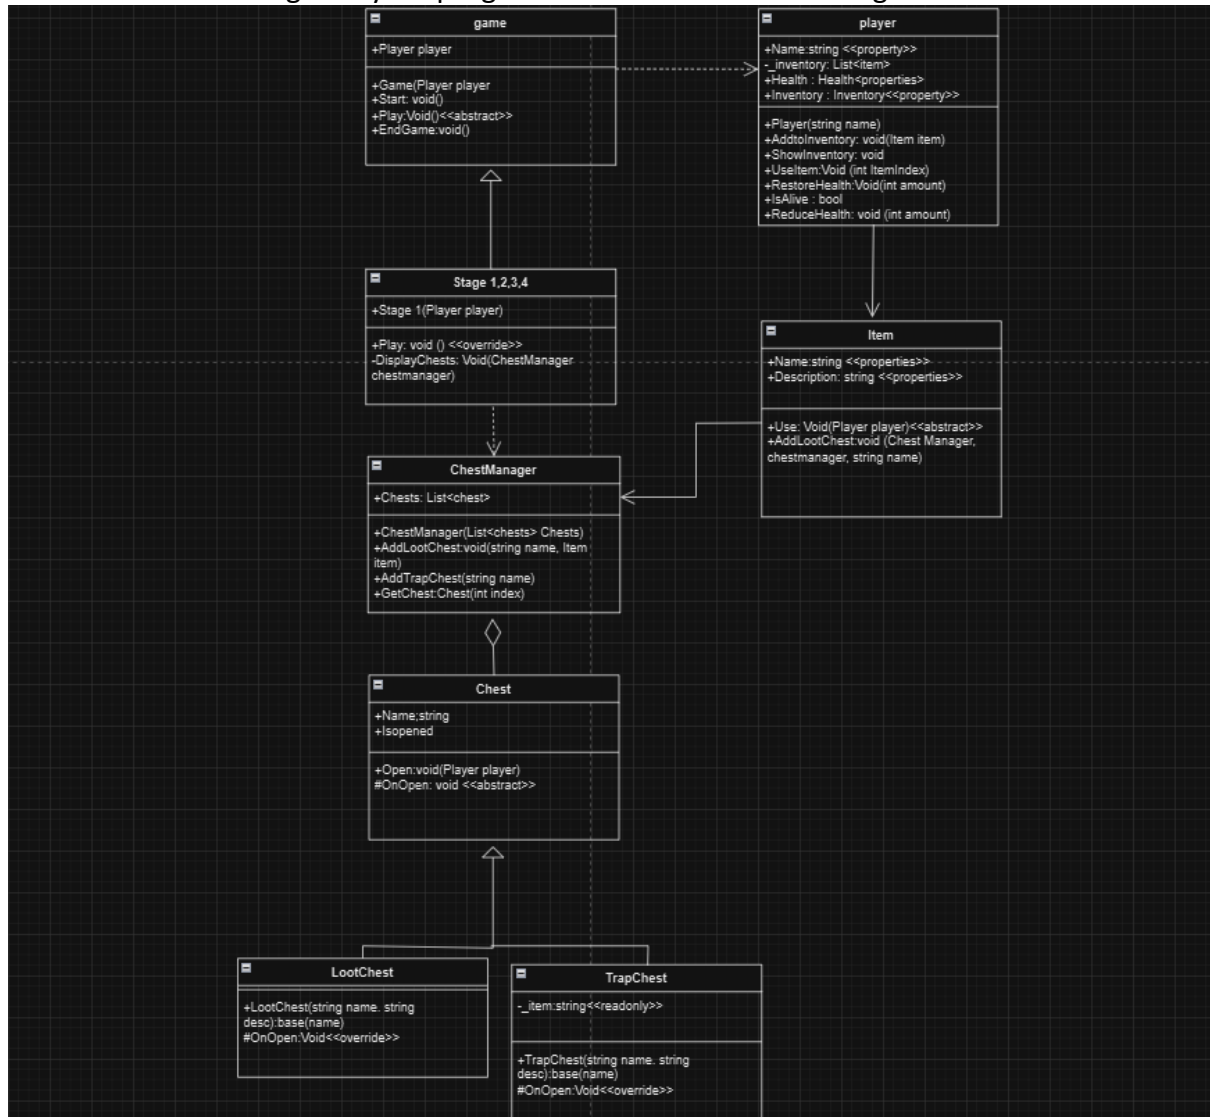 game
+Player player
+Game(Player player
+Start: void()
+Play:Void()<<abstract>>
+EndGame:void()
player
+Name:string <<property>>
-_inventory: List<item>
+Health : Health<properties>
+Inventory : Inventory<<property>>
+Player(string name)
+AddtoInventory: void(Item item)
+ShowInventory: void
+UseItem:Void (int ItemIndex)
+RestoreHealth:Void(int amount)
+IsAlive : bool
+ReduceHealth: void (int amount)
Stage 1,2,3,4
+Stage 1(Player player)
+Play: void () <<override>>
-DisplayChests: Void(ChestManager
chestmanager)
Item
+Name:string <<properties>>
+Description: string <<properties>>
+Use: Void(Player player)<<abstract>>
+AddLootChest:void (Chest Manager,
chestmanager, string name)
ChestManager
+Chests: List<chest>
+ChestManager(List<chests> Chests)
+AddLootChest:void(string name, Item
item)
+AddTrapChest(string name)
+GetChest:Chest(int index)
Chest
+Name;string
+Isopened
+Open:void(Player player)
#OnOpen: void <<abstract>>
LootChest
+LootChest(string name. string
desc):base(name)
#OnOpen:Void<<override>>
TrapChest
-_item:string<<readonly>>
+TrapChest(string name. string
desc):base(name)
#OnOpen:Void<<override>>